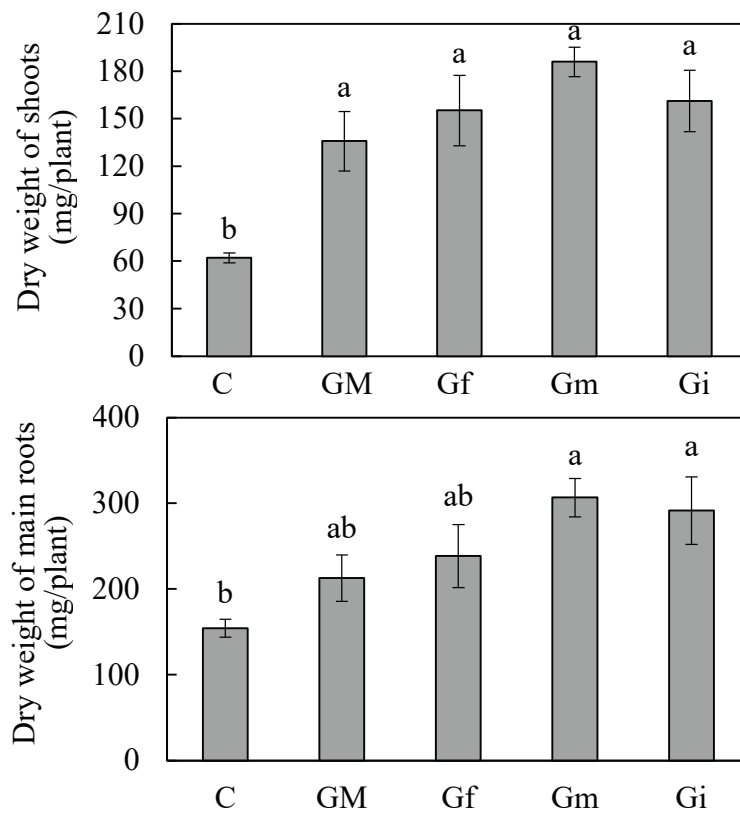 Dry weight of shoots
(mg/plant)
210
180
150
120
90
60
30
0
b
a
a
a
a
C GM Gf Gm Gi
Dry weight of main roots
(mg/plant)
400
300
200
100
0
b
ab
ab
a
a
C GM Gf Gm Gi